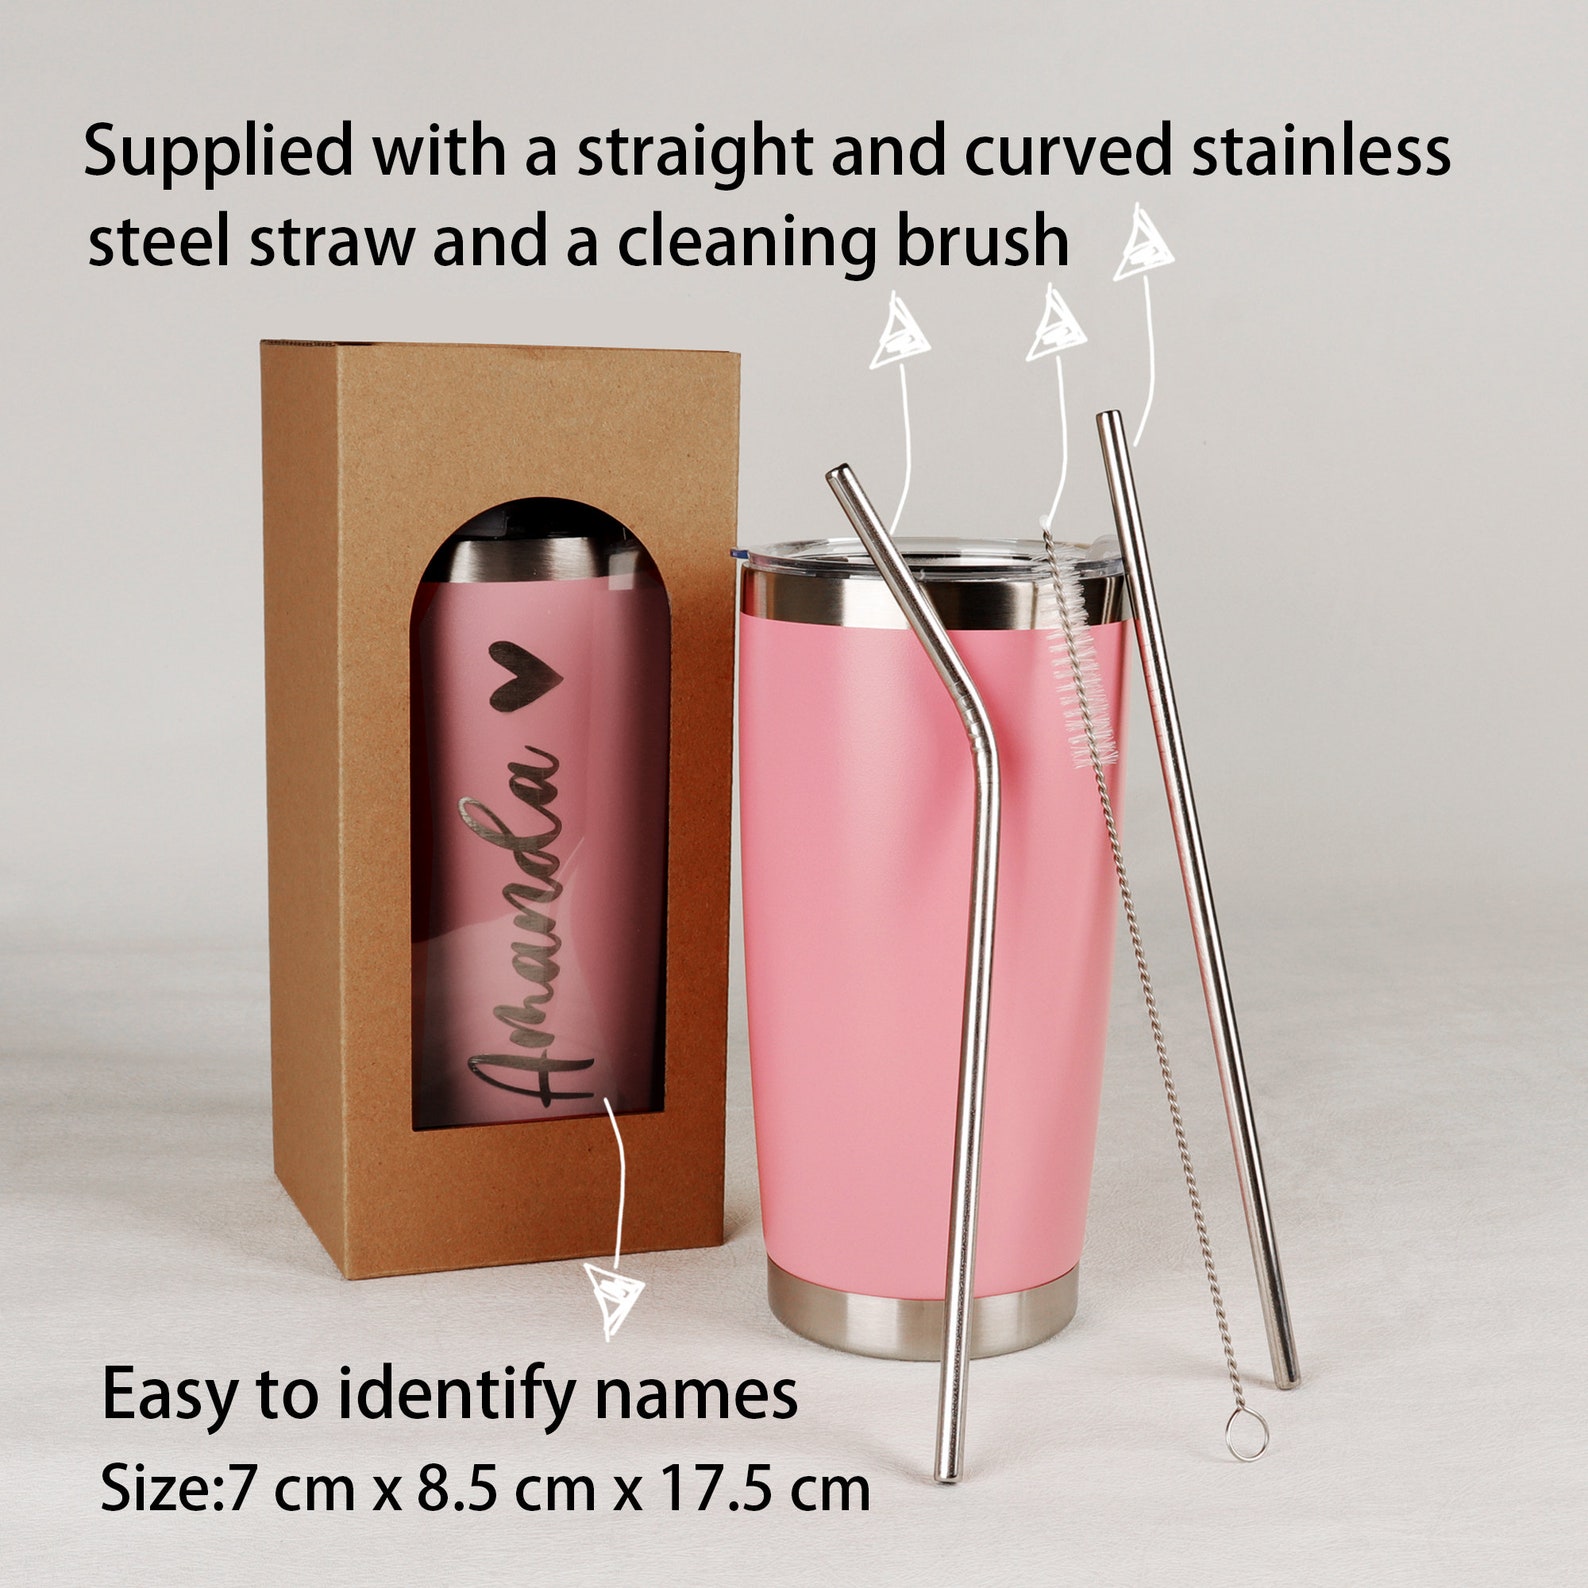 Supplied with a straight and curved stainless
steel straw and a cleaning brush
Amanda
Easy to identify names
Size:7 cm x 8.5 cm x 17.5 cm